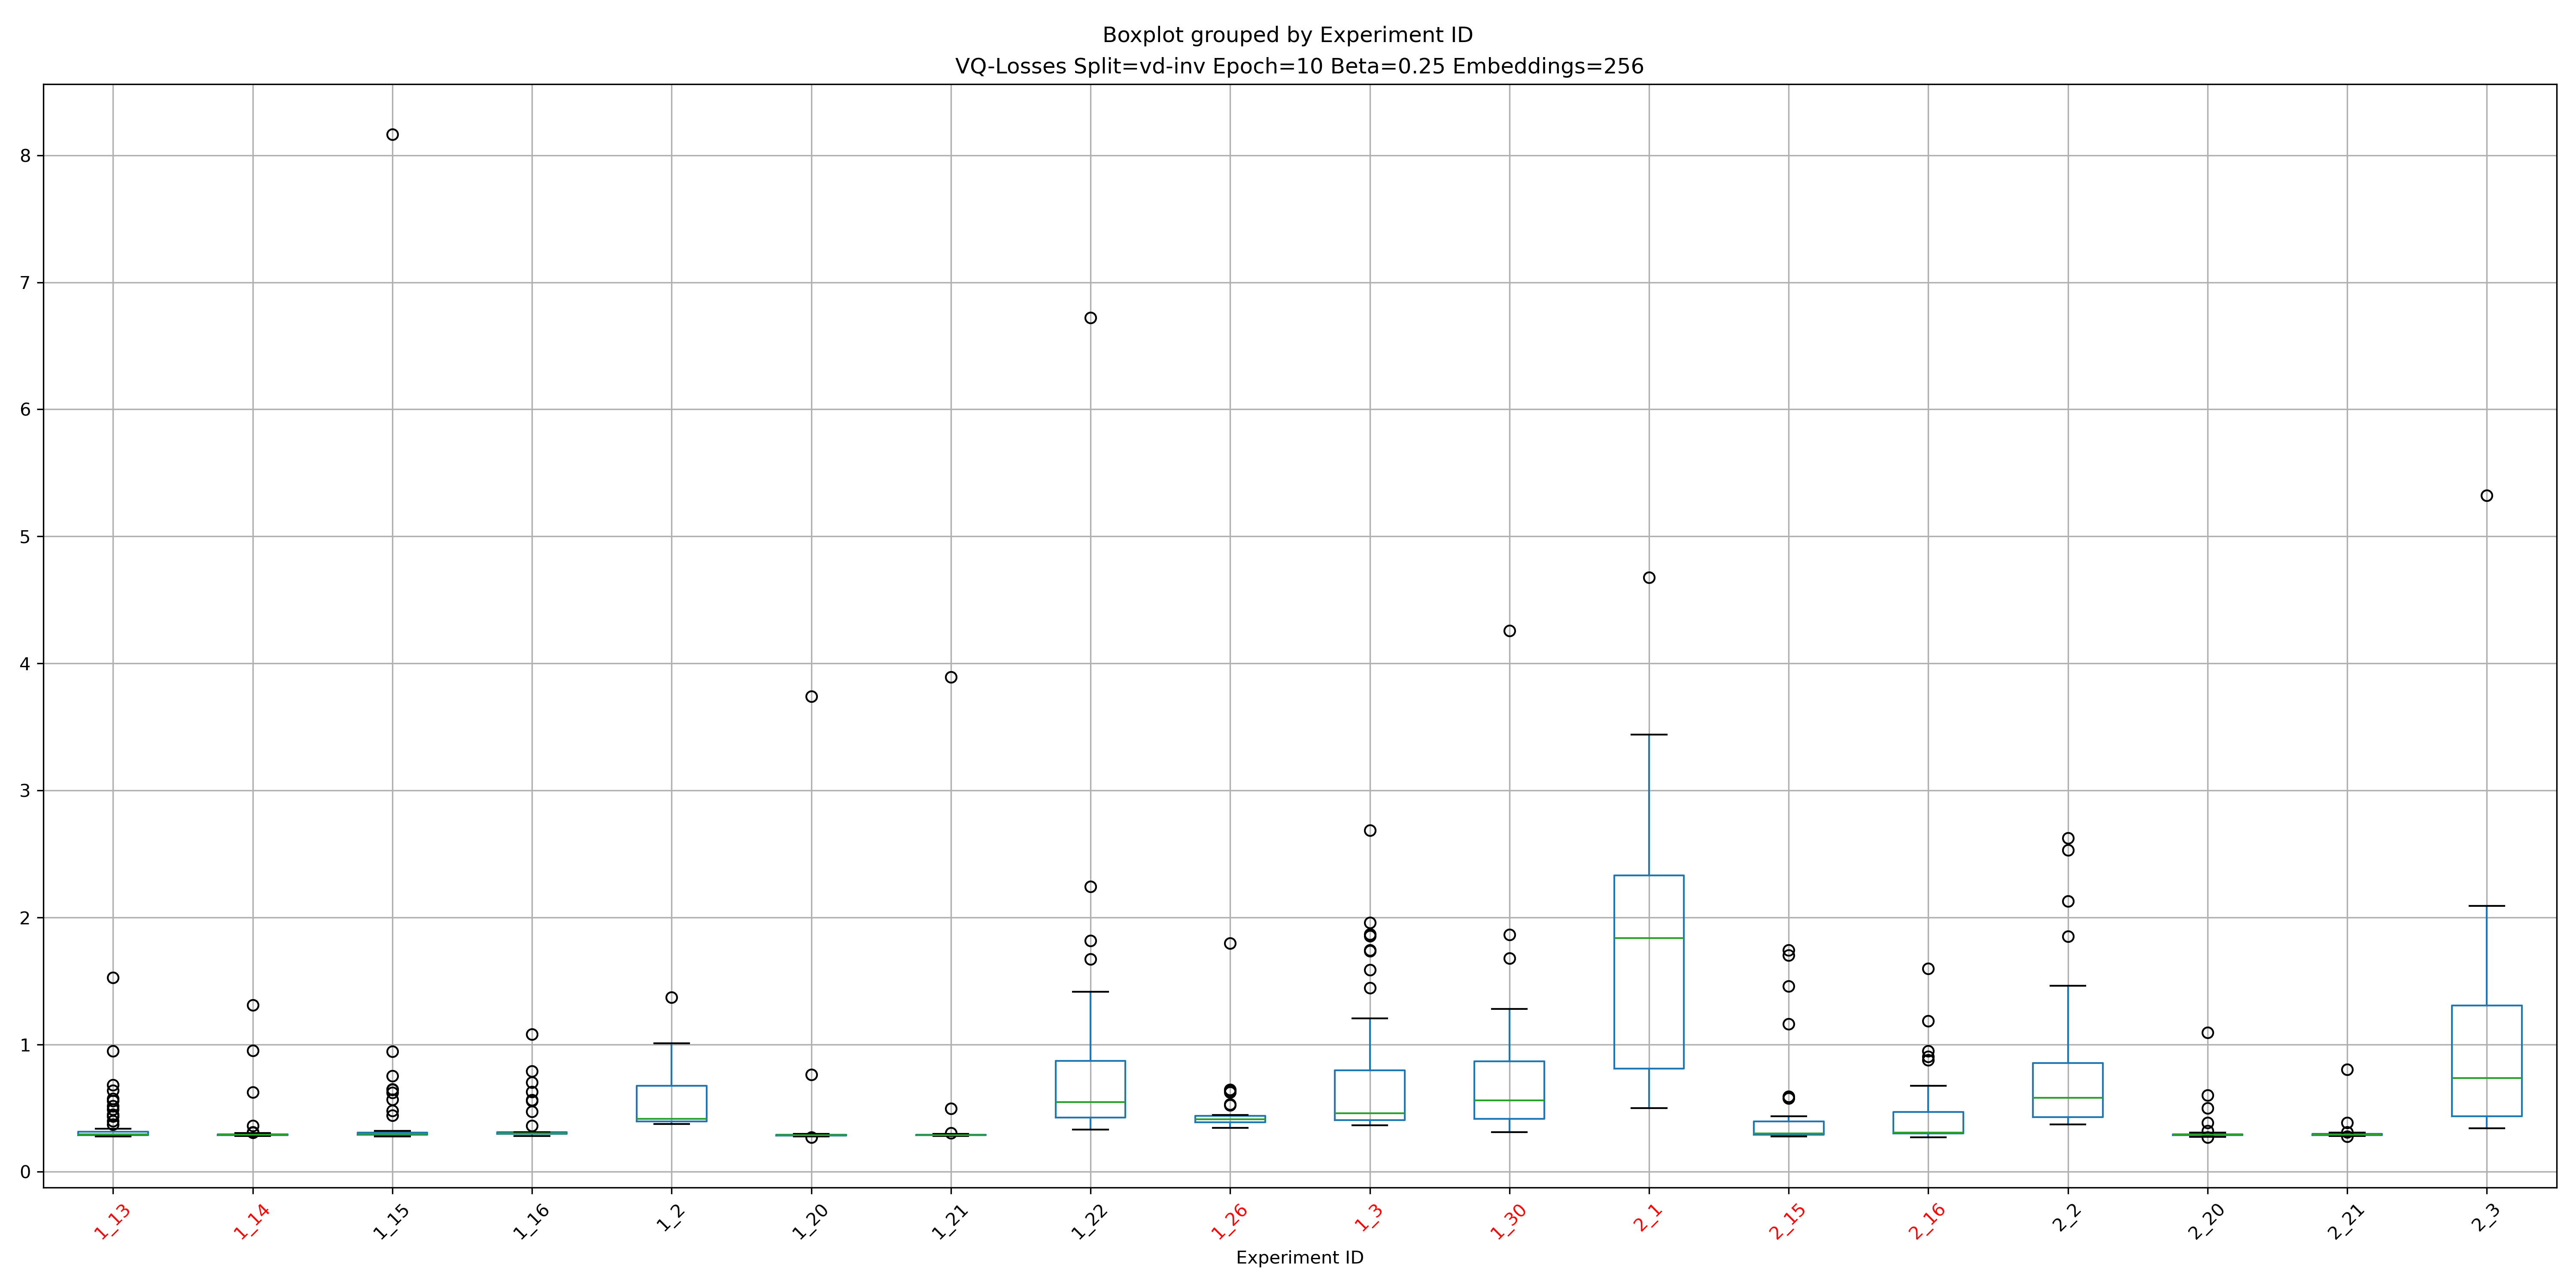 Boxplot grouped by Experiment ID
VQ-Losses Split=vd-inv Epoch=10 Beta=0.25 Embeddings=256
8
7
6
5
4
3
2
1
0
1_13 1_14 1_15 1_16 1_2 1_20 1_21 1_22 1_26 1_3 1_30 2_1 2_15 2_16 2_2 2_20 2_21 2_3
Experiment ID